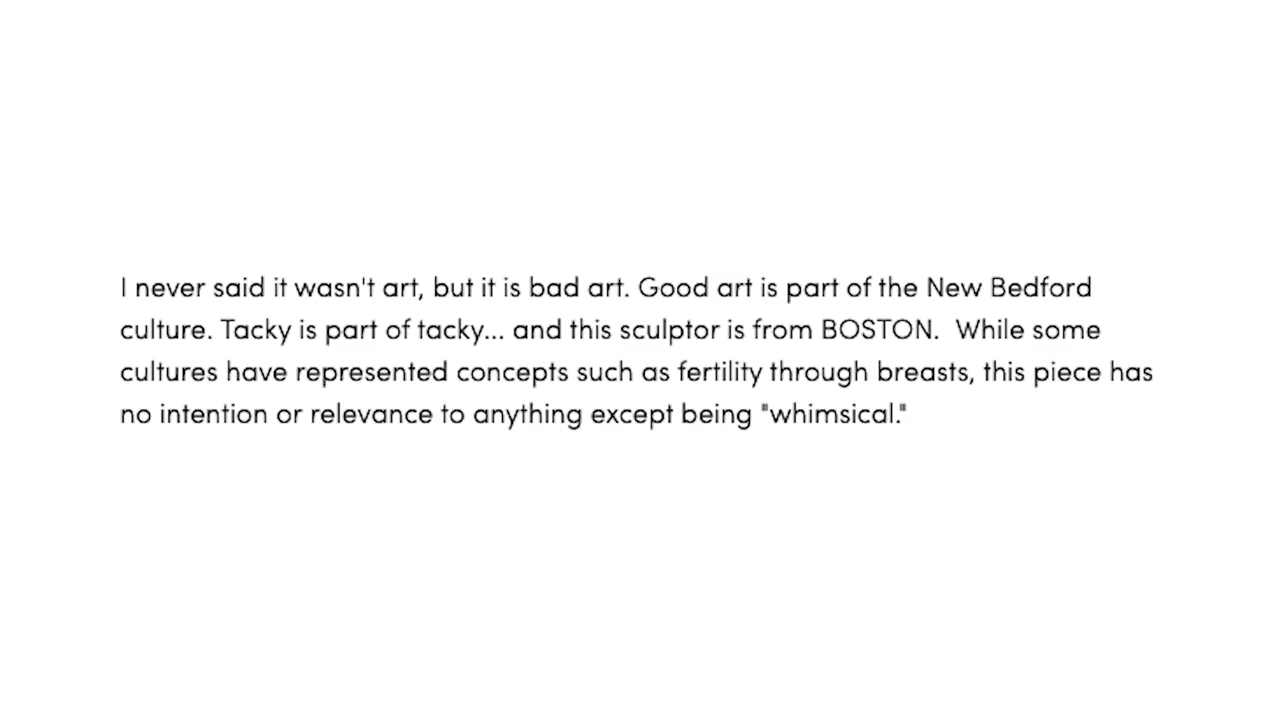 I never said it wasn't art, but it is bad art. Good art is part of the New Bedford
culture. Tacky is part of tacky... and this sculptor is from BOSTON.  While some
cultures have represented concepts such as fertility through breasts, this piece has
no intention or relevance to anything except being "whimsical."